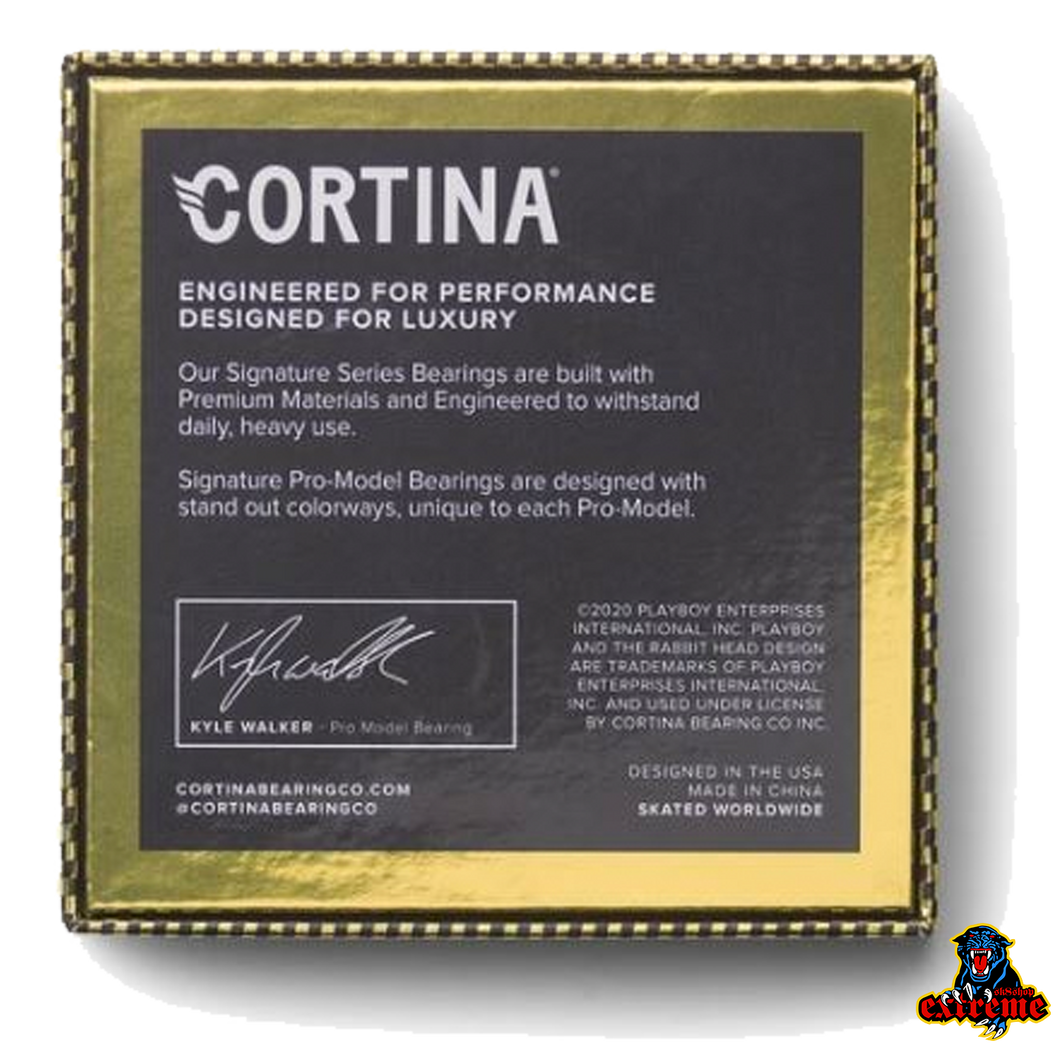 CORTINA®
ENGINEERED FOR PERFORMANCE
DESIGNED FOR LUXURY
Our Signature Series Bearings are built with
Premium Materials and Engineered to withstand
daily, heavy use.
Signature Pro-Model Bearings are designed with
stand out colorways, unique to each Pro-Model.
Kyle Walker
KYLE WALKER - Pro Model Bearing
CORTINABEARINGCO.COM
@CORTINABEARINGCO
©2020 PLAYBOY ENTERPRISES
INTERNATIONAL, INC. PLAYBOY
AND THE RABBIT HEAD DESIGN
ARE TRADEMARKS OF PLAYBOY
ENTERPRISES INTERNATIONAL,
INC. AND USED UNDER LICENSE
BY CORTINA BEARING CO INC.
DESIGNED IN THE USA
MADE IN CHINA
SKATED WORLDWIDE
sk8shop
extreme